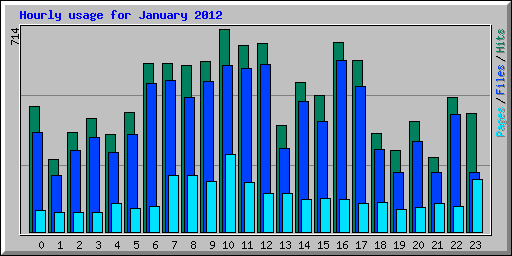 Hourly usage for January 2012
714
Pages/Files/Hits
0 1 2 3 4 5 6 7 8 9 10 11 12 13 14 15 16 17 18 19 20 21 22 23